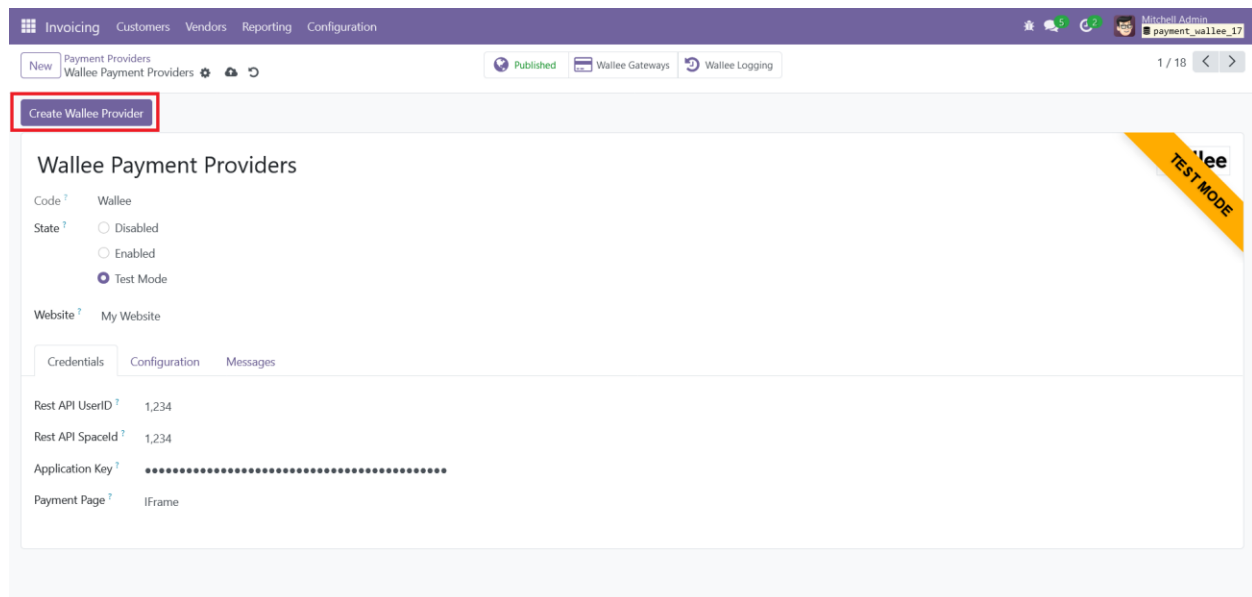 Invoicing Customers Vendors Reporting Configuration 5 2 Mitchell Admin
payment_wallee_17
New Payment Providers
Wallee Payment Providers
Published Wallee Gateways Wallee Logging 1 / 18
Create Wallee Provider
Wallee Payment Providers
TEST MODE
lee
Code ? Wallee
State ? Disabled
Enabled
Test Mode
Website ? My Website
Credentials Configuration Messages
Rest API UserID ? 1,234
Rest API SpaceId ? 1,234
Application Key ? ••••••••••••••••••••••••••••••••••••••••••••
Payment Page ? IFrame